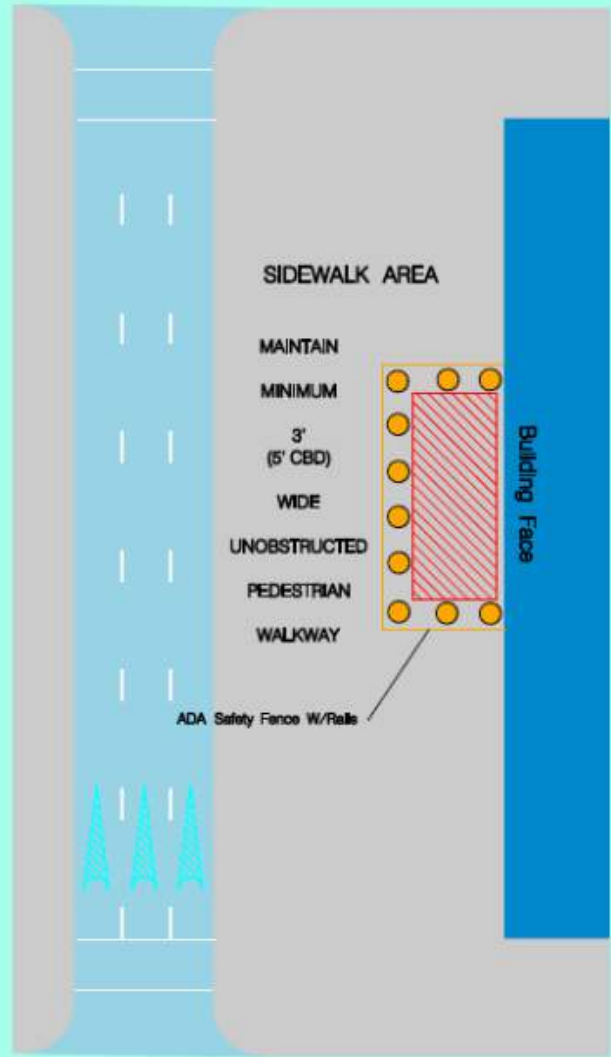 SIDEWALK AREA
MAINTAIN
MINIMUM
3'
(5' CBD)
WIDE
UNOBSTRUCTED
PEDESTRIAN
WALKWAY
Building Face
ADA Safety Fence W/Rails